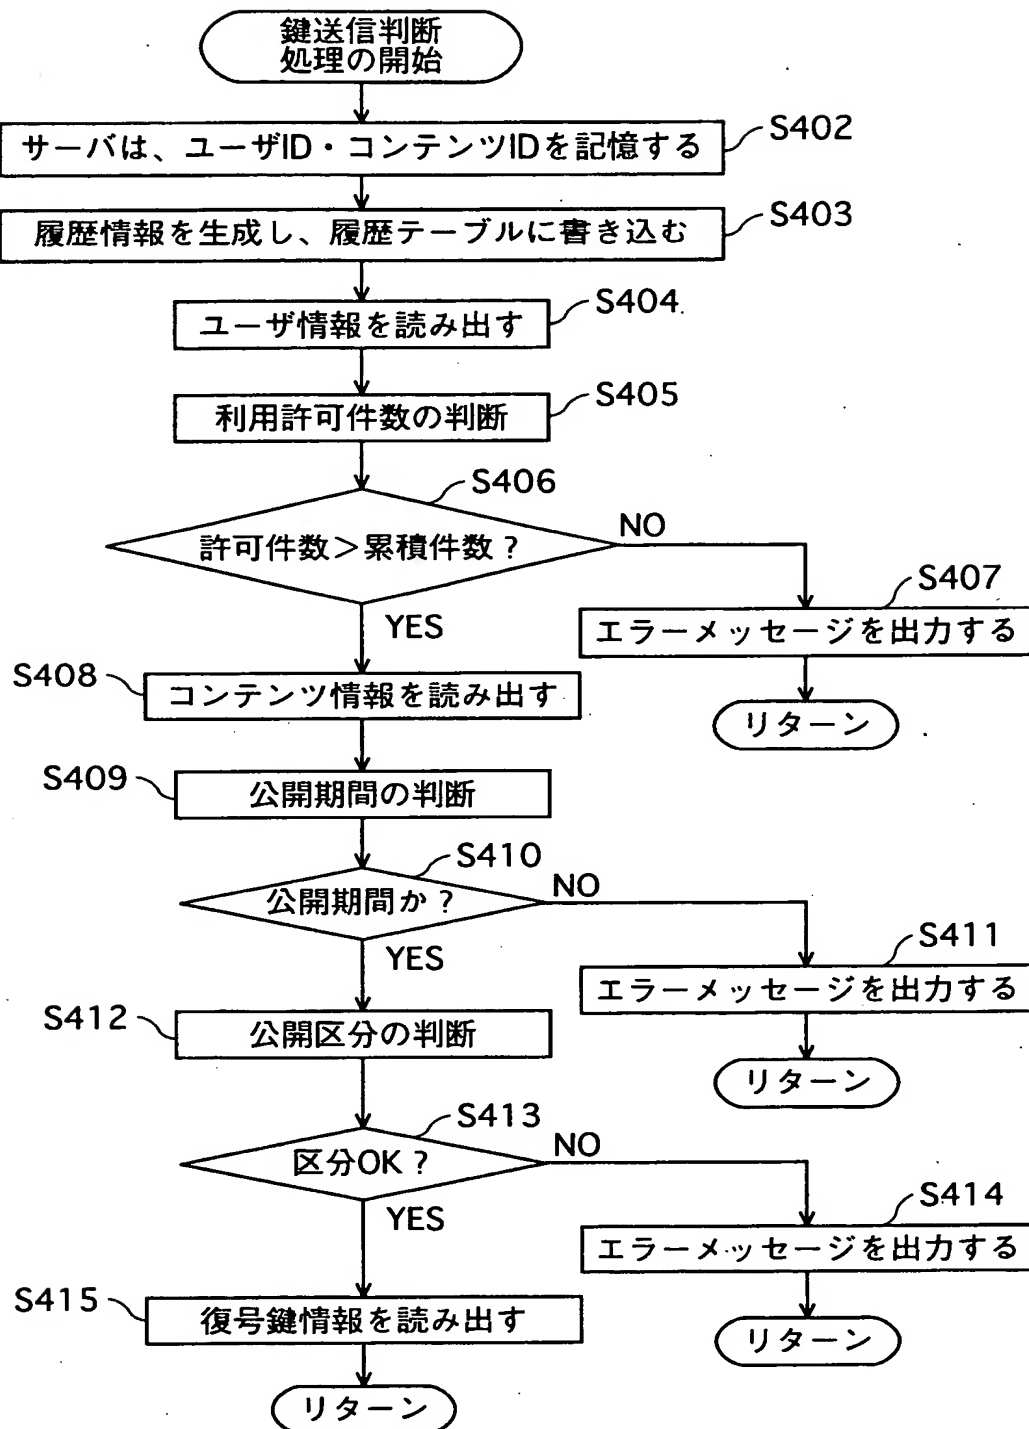 鍵送信判断
処理の開始
S402
サーバは、ユーザID・コンテンツIDを記憶する
S403
履歴情報を生成し、履歴テーブルに書き込む
S404
ユーザ情報を読み出す
S405
利用許可件数の判断
S406
許可件数＞累積件数？
NO
YES
S407
エラーメッセージを出力する
リターン
S408
コンテンツ情報を読み出す
S409
公開期間の判断
S410
公開期間か？
NO
YES
S411
エラーメッセージを出力する
リターン
S412
公開区分の判断
S413
区分OK？
NO
YES
S414
エラーメッセージを出力する
リターン
S415
復号鍵情報を読み出す
リターン